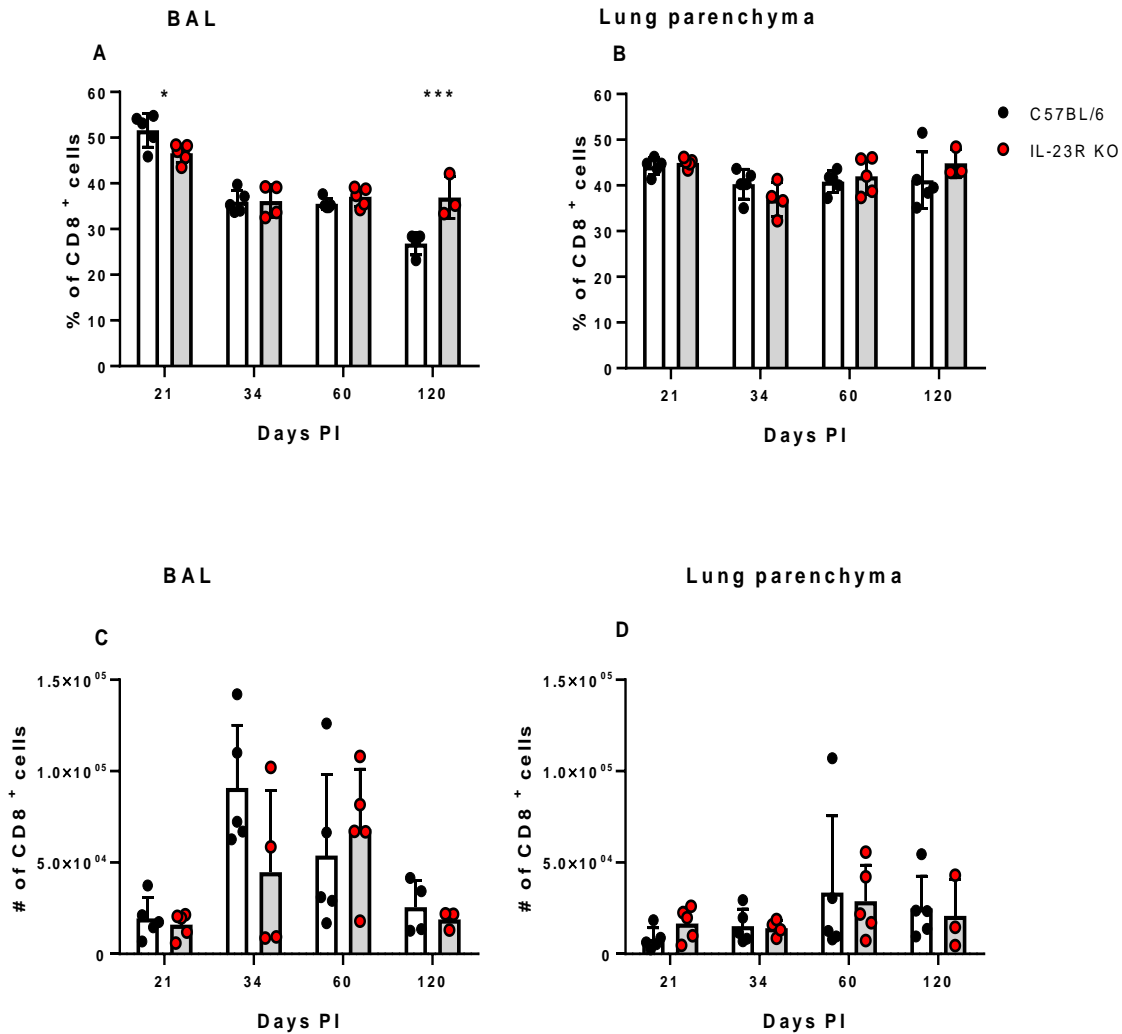 BAL
Lung parenchyma
A
B
*
***
% of CD8 + cells
60
50
40
30
20
10
0
21
34
60
120
Days PI
% of CD8 + cells
60
50
40
30
20
10
0
21
34
60
120
Days PI
C57BL/6
IL-23R KO
BAL
Lung parenchyma
C
D
# of CD8 + cells
1.5×10 05
1.0×10 05
5.0×10 04
0
21
34
60
120
Days PI
# of CD8 + cells
1.5×10 05
1.0×10 05
5.0×10 04
0
21
34
60
120
Days PI